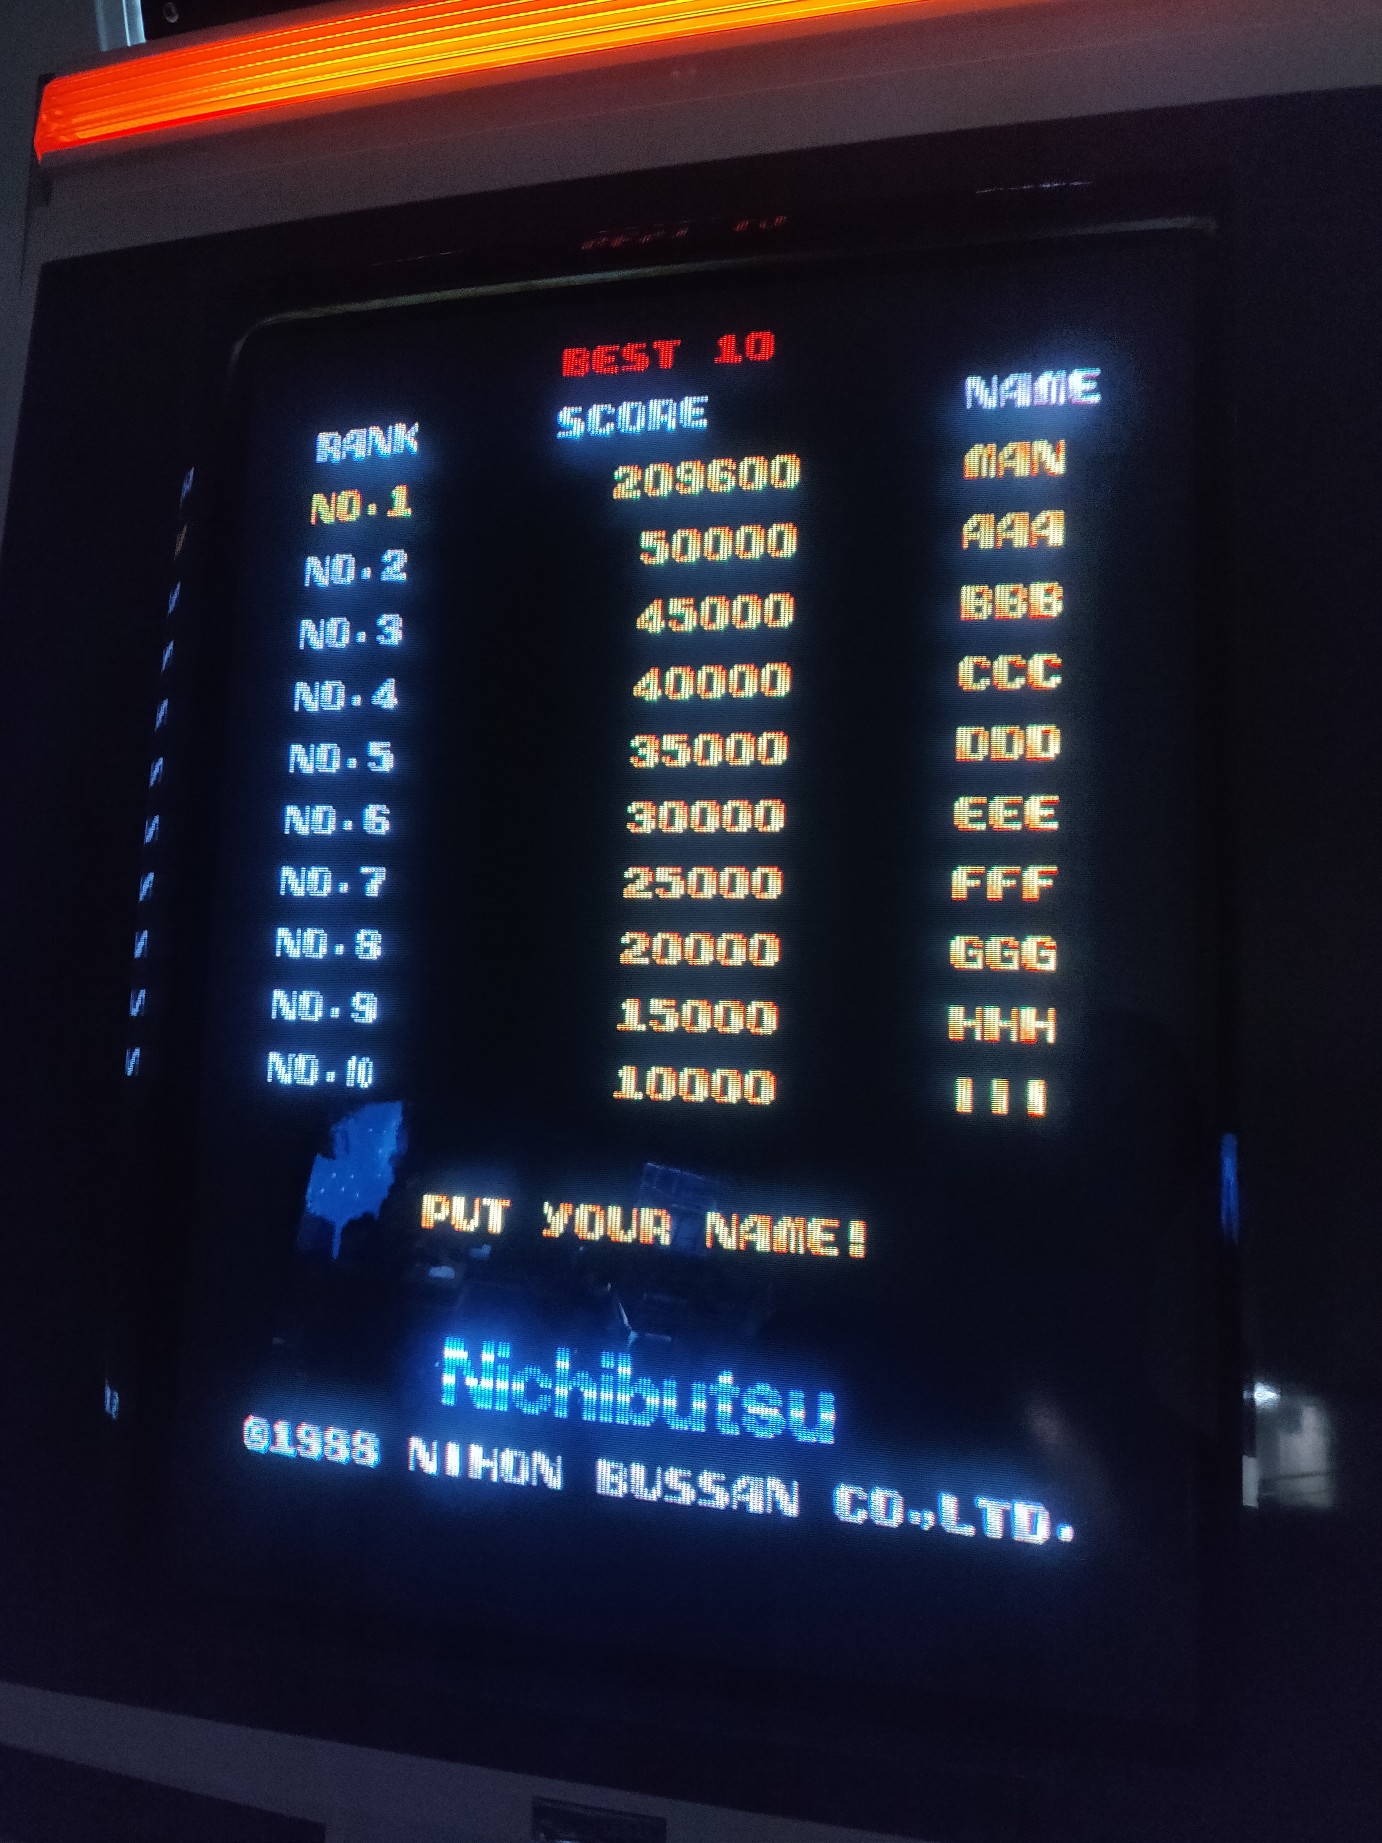 BEST 10
RANK SCORE NAME
NO.1 209600 MAN
NO.2 50000 AAA
NO.3 45000 BBB
NO.4 40000 CCC
NO.5 35000 DDD
NO.6 30000 EEE
NO.7 25000 FFF
NO.8 20000 GGG
NO.9 15000 HHH
NO.10 10000 III
PUT YOUR NAME!
Nichibutsu
©1988 NIHON BUSSAN CO.,LTD.